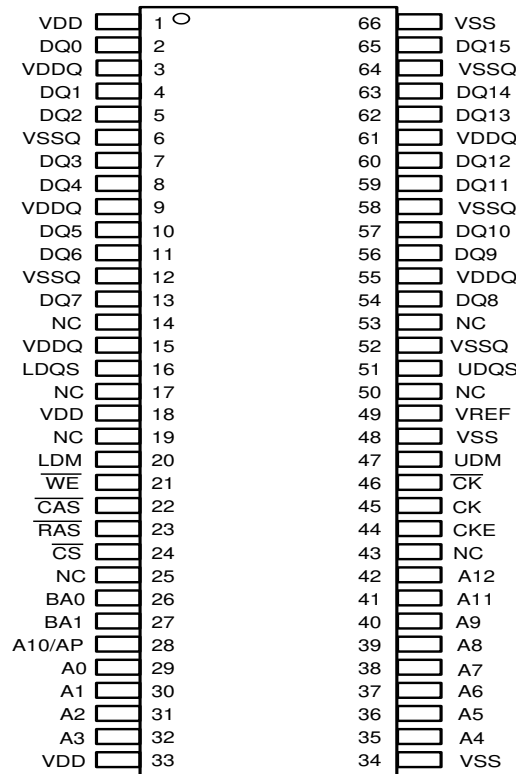 VDD 1 66 VSS
DQ0 2 65 DQ15
VDDQ 3 64 VSSQ
DQ1 4 63 DQ14
DQ2 5 62 DQ13
VSSQ 6 61 VDDQ
DQ3 7 60 DQ12
DQ4 8 59 DQ11
VDDQ 9 58 VSSQ
DQ5 10 57 DQ10
DQ6 11 56 DQ9
VSSQ 12 55 VDDQ
DQ7 13 54 DQ8
NC 14 53 NC
VDDQ 15 52 VSSQ
LDQS 16 51 UDQS
NC 17 50 NC
VDD 18 49 VREF
NC 19 48 VSS
LDM 20 47 UDM
W̅E̅ 21 46 C̅K̅
C̅A̅S̅ 22 45 CK
R̅A̅S̅ 23 44 CKE
C̅S̅ 24 43 NC
NC 25 42 A12
BA0 26 41 A11
BA1 27 40 A9
A10/AP 28 39 A8
A0 29 38 A7
A1 30 37 A6
A2 31 36 A5
A3 32 35 A4
VDD 33 34 VSS